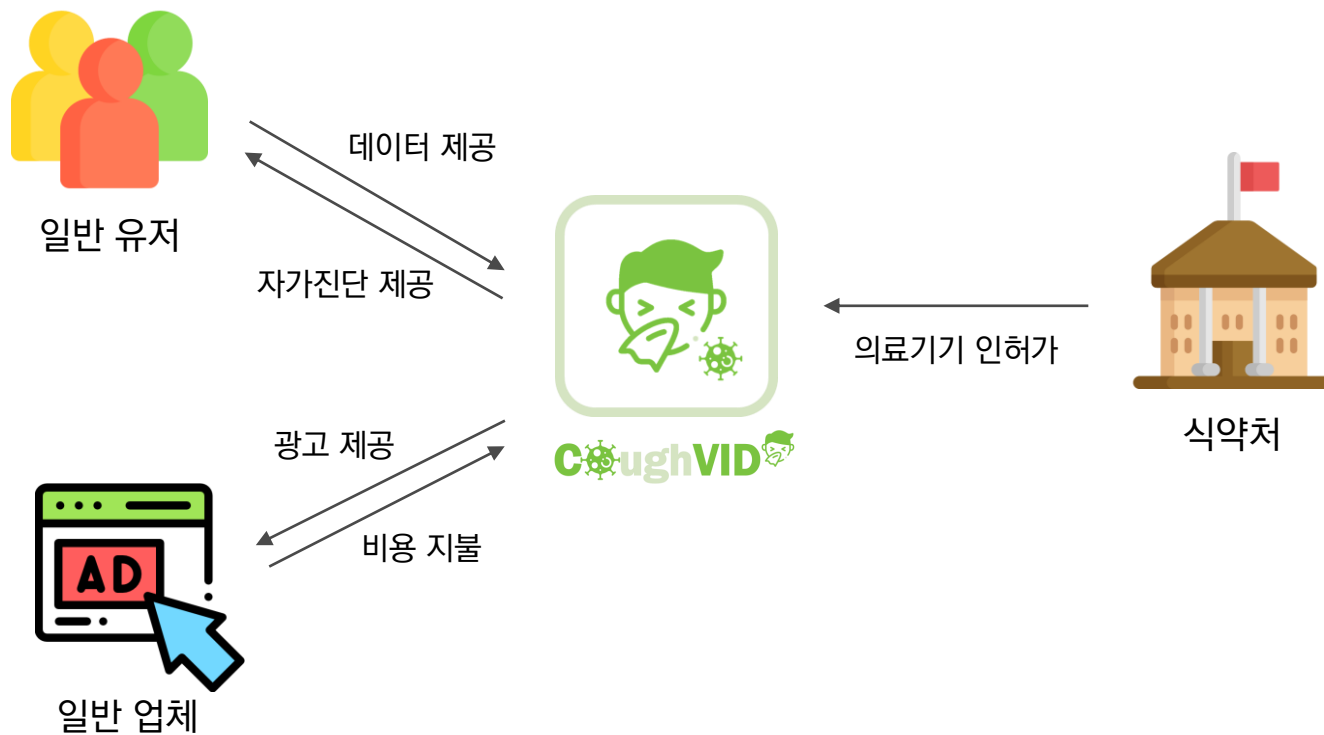 데이터 제공
일반 유저
자가진단 제공
의료기기 인허가
식약처
광고 제공
CoughVID
비용 지불
AD
일반 업체